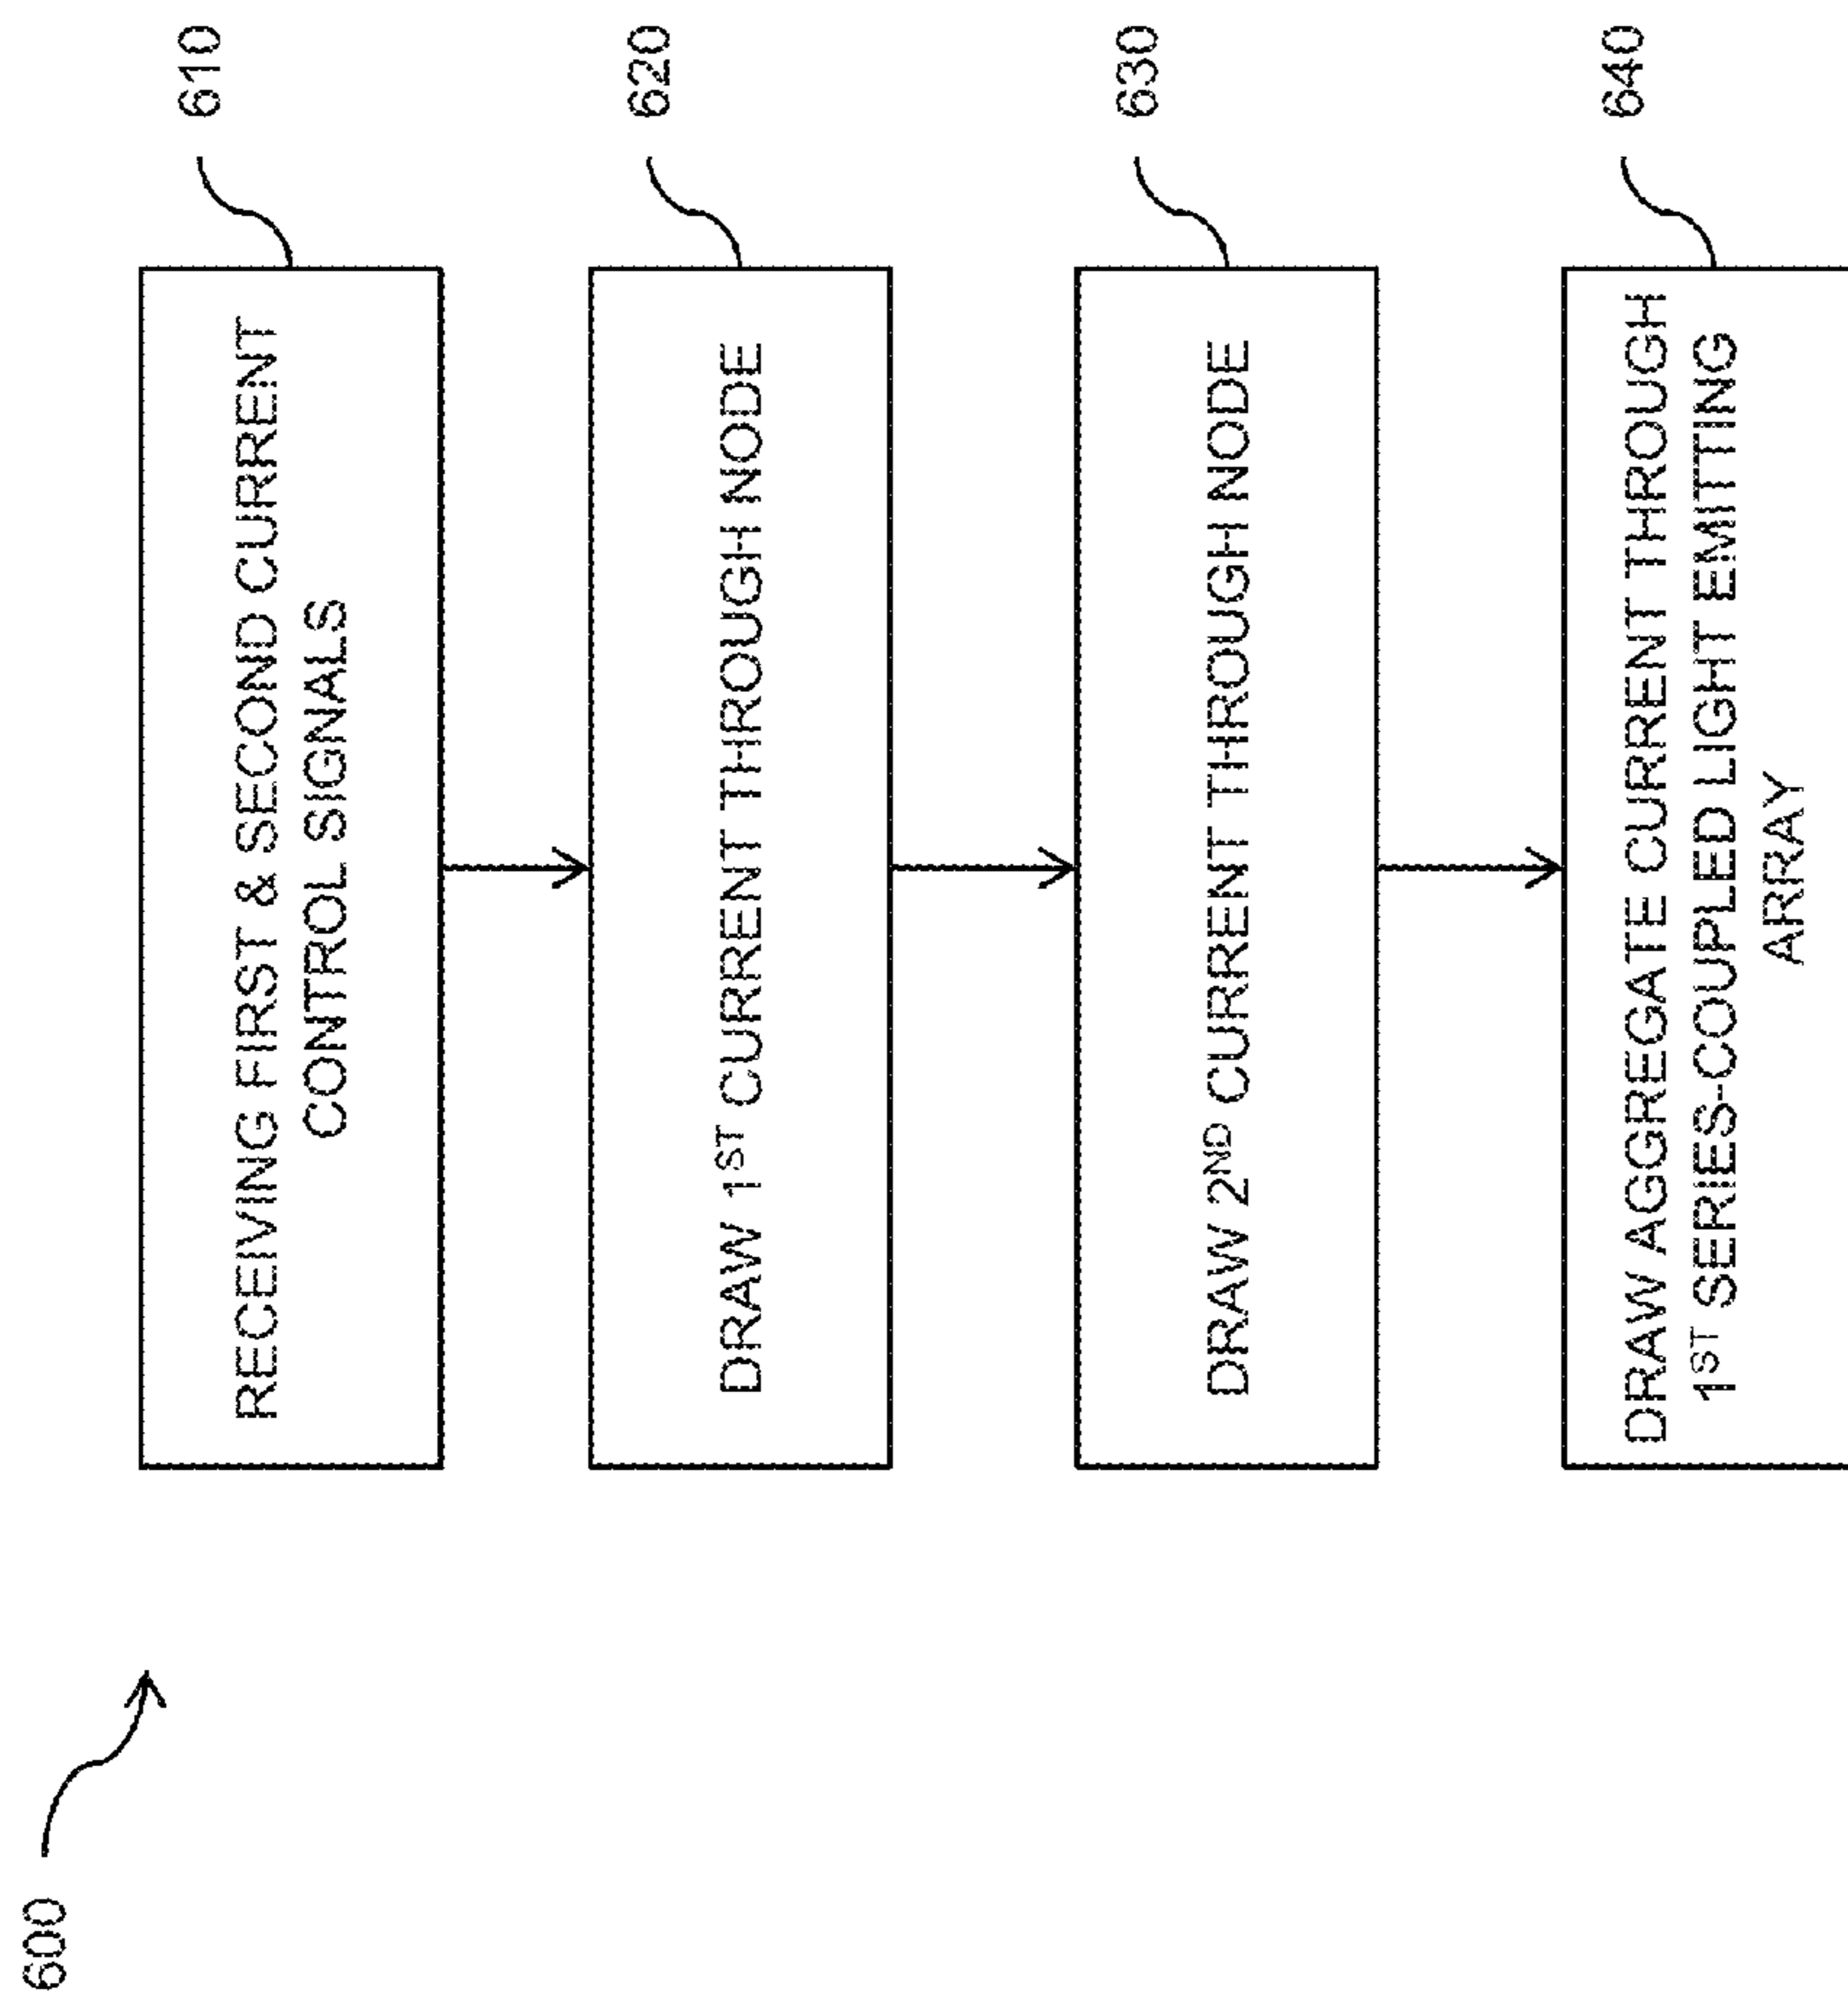 600
RECEIVING FIRST & SECOND CURRENT
CONTROL SIGNALS
610
DRAW 1ST CURRENT THROUGH NODE
620
DRAW 2ND CURRENT THROUGH NODE
630
DRAW AGGREGATE CURRENT THROUGH
1ST SERIES-COUPLED LIGHT EMITTING
ARRAY
640